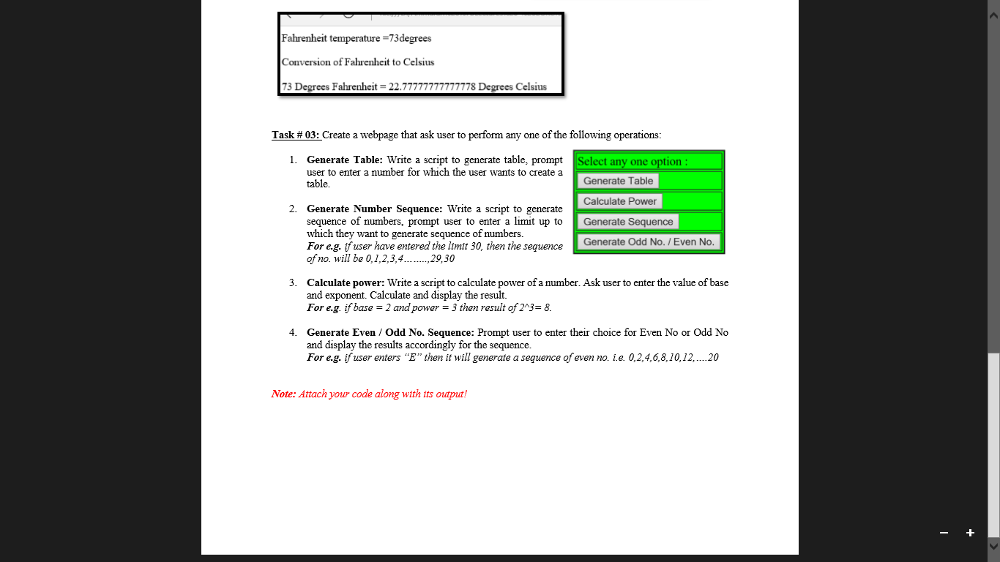 Fahrenheit temperature =73degrees
Conversion of Fahrenheit to Celsius
73 Degrees Fahrenheit = 22.77777777777778 Degrees Celsius
Task # 03: Create a webpage that ask user to perform any one of the following operations:
1. Generate Table: Write a script to generate table, prompt
user to enter a number for which the user wants to create a
table.
2. Generate Number Sequence: Write a script to generate
sequence of numbers, prompt user to enter a limit up to
which they want to generate sequence of numbers.
For e.g. if user have entered the limit 30, then the sequence
of no. will be 0,1,2,3,4........,29,30
Select any one option :
Generate Table
Calculate Power
Generate Sequence
Generate Odd No. / Even No.
3. Calculate power: Write a script to calculate power of a number. Ask user to enter the value of base
and exponent. Calculate and display the result.
For e.g. if base = 2 and power = 3 then result of 2^3= 8.
4. Generate Even / Odd No. Sequence: Prompt user to enter their choice for Even No or Odd No
and display the results accordingly for the sequence.
For e.g. if user enters “E” then it will generate a sequence of even no. i.e. 0,2,4,6,8,10,12,....20
Note: Attach your code along with its output!